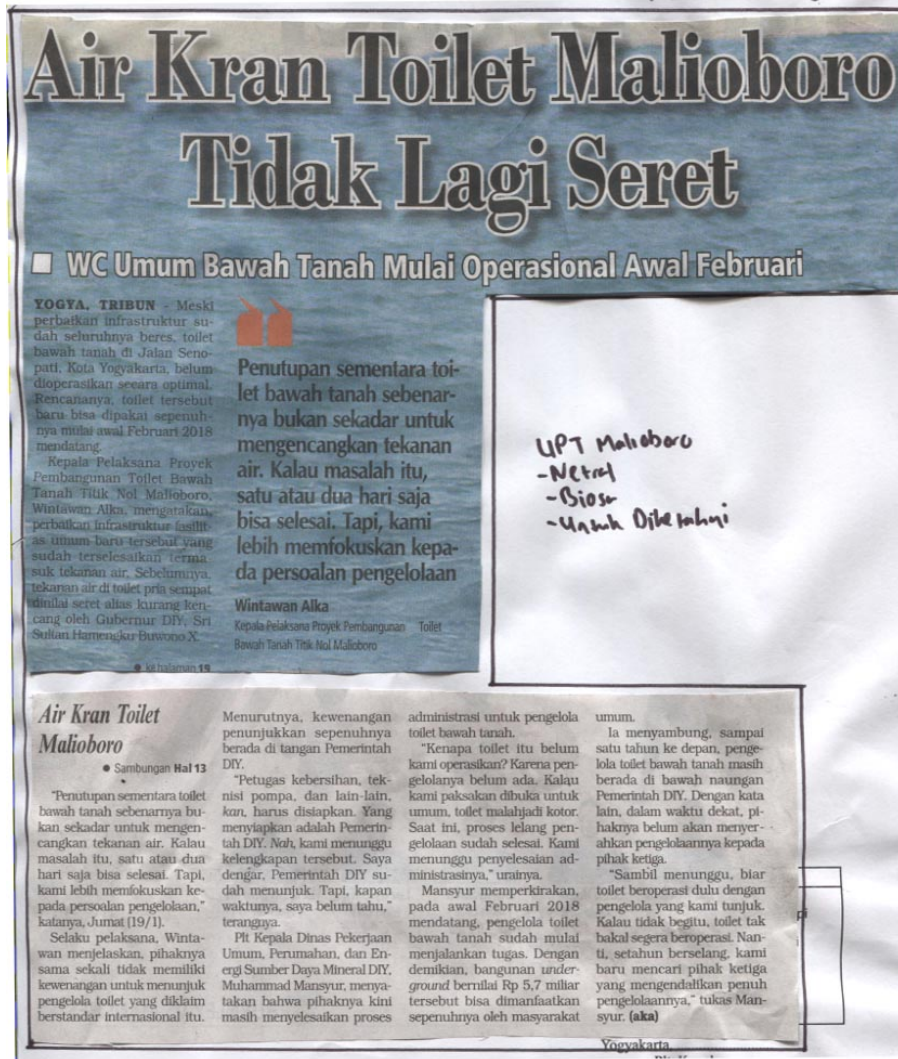 Air Kran Toilet Malioboro
Tidak Lagi Seret
WC Umum Bawah Tanah Mulai Operasional Awal Februari
YOGYA, TRIBUN - Meski
perbaikan infrastruktur su-
dah seluruhnya beres, toilet
bawah tanah di Jalan Seno-
pati, Kota Yogyakarta, belum
dioperasikan secara optimal.
Rencananya, toilet tersebut
baru bisa dipakai sepenuh-
nya mulai awal Februari 2018
mendatang.
Kepala Pelaksana Proyek
Pembangunan Toilet Bawah
Tanah Titik Nol Malioboro,
Wintawan Alka, mengatakan,
perbaikan infrastruktur fasilit-
as umum baru tersebut yang
sudah terselesaikan terma
suk tekanan air. Sebelumnya,
tekanan air di toilet pria sempat
dinilai seret alias kurang ken-
cang oleh Gubernur DIY, Sri
Sultan Hamengku Buwono X.
● ke halaman 19
Penutupan sementara toi-
let bawah tanah sebenar-
nya bukan sekadar untuk
mengencangkan tekanan
air. Kalau masalah itu,
satu atau dua hari saja
bisa selesai. Tapi, kami
lebih memfokuskan kepa-
da persoalan pengelolaan
Wintawan Alka
Kepala Pelaksana Proyek Pembangunan Toilet
Bawah Tanah Titik Nol Malioboro
UPT Malioboro
-Netral
-Biosa
-Untuk Diketahui
Air Kran Toilet
Malioboro
● Sambungan Hal 13
"Penutupan sementara toilet
bawah tanah sebenarnya bu-
kan sekadar untuk mengen-
cangkan tekanan air. Kalau
masalah itu, satu atau dua
hari saja bisa selesai. Tapi,
kami lebih memfokuskan ke-
pada persoalan pengelolaan,"
katanya, Jumat (19/1).
Selaku pelaksana, Winta-
wan menjelaskan, pihaknya
sama sekali tidak memiliki
kewenangan untuk menunjuk
pengelola toilet yang diklaim
berstandar internasional itu.
Menurutnya, kewenangan
penunjukkan sepenuhnya
berada di tangan Pemerintah
DIY.
"Petugas kebersihan, tek-
nisi pompa, dan lain-lain,
kan, harus disiapkan. Yang
menyiapkan adalah Pemerin-
tah DIY. Nah, kami menunggu
kelengkapan tersebut. Saya
dengar, Pemerintah DIY su-
dah menunjuk. Tapi, kapan
waktunya, saya belum tahu,"
terangnya.
Plt Kepala Dinas Pekerjaan
Umum, Perumahan, dan En-
ergi Sumber Daya Mineral DIY,
Muhammad Mansyur, menya-
takan bahwa pihaknya kini
masih menyelesaikan proses
administrasi untuk pengelola
toilet bawah tanah.
"Kenapa toilet itu belum
kami operasikan? Karena pen-
gelolanya belum ada. Kalau
kami paksakan dibuka untuk
umum, toilet malahjadi kotor.
Saat ini, proses lelang pen-
gelolaan sudah selesai. Kami
menunggu penyelesaian ad-
ministrasinya," urainya.
Mansyur memperkirakan,
pada awal Februari 2018
mendatang, pengelola toilet
bawah tanah sudah mulai
menjalankan tugas. Dengan
demikian, bangunan under-
ground bernilai Rp 5,7 miliar
tersebut bisa dimanfaatkan
sepenuhnya oleh masyarakat
umum.
Ia menyambung, sampai
satu tahun ke depan, penge-
lola toilet bawah tanah masih
berada di bawah naungan
Pemerintah DIY. Dengan kata
lain, dalam waktu dekat, pi-
haknya belum akan menyer-
ahkan pengelolaannya kepada
pihak ketiga.
"Sambil menunggu, biar
toilet beroperasi dulu dengan
pengelola yang kami tunjuk.
Kalau tidak begitu, toilet tak
bakal segera beroperasi. Nan-
ti, setahun berselang, kami
baru mencari pihak ketiga
yang mengendalikan penuh
pengelolaannya," tukas Man-
syur. (aka)
Yogyakarta,